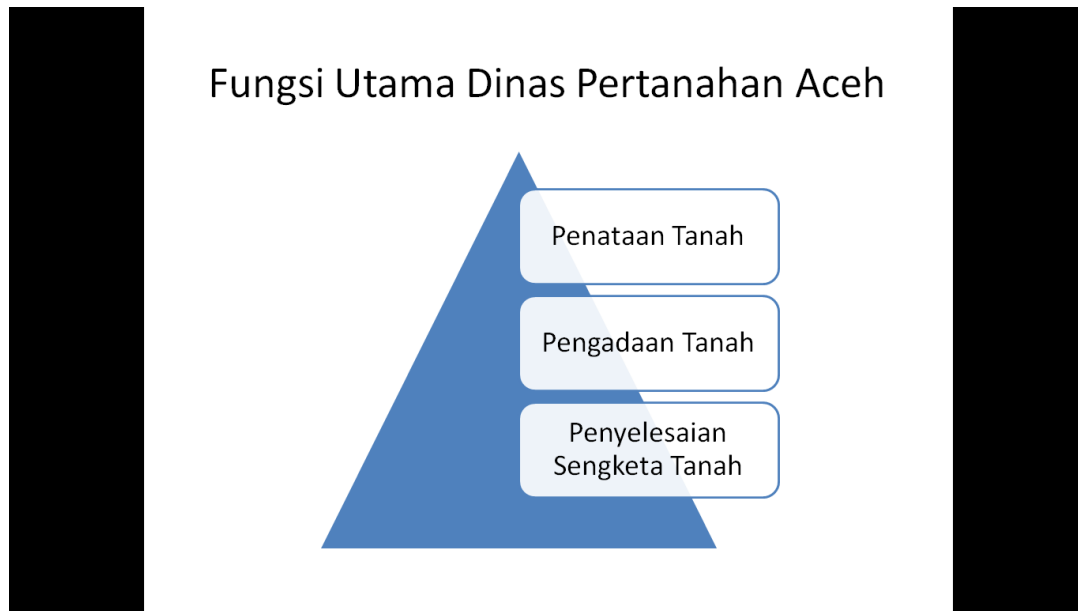 Fungsi Utama Dinas Pertanahan Aceh
Penataan Tanah
Pengadaan Tanah
Penyelesaian
Sengketa Tanah